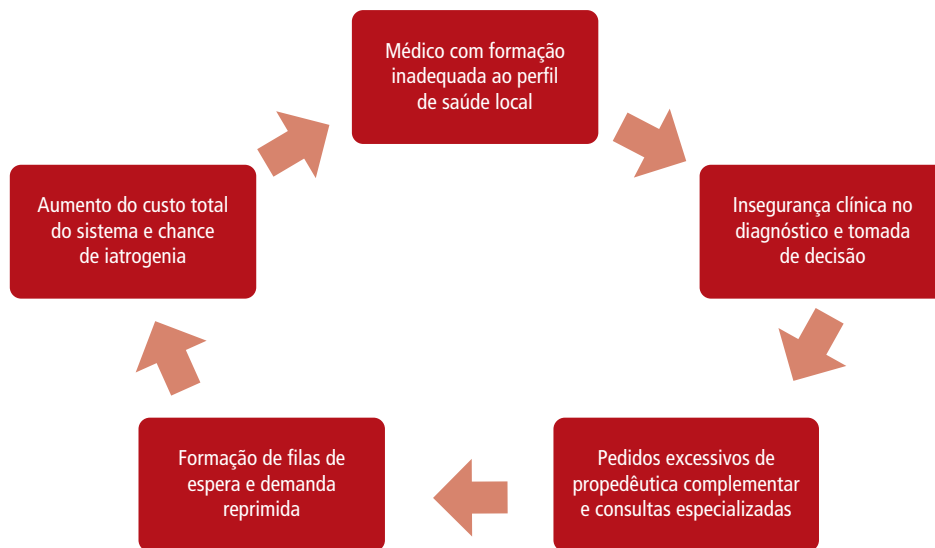 Médico com formação
inadequada ao perfil
de saúde local
Insegurança clínica no
diagnóstico e tomada
de decisão
Pedidos excessivos de
propedêutica complementar
e consultas especializadas
Formação de filas de
espera e demanda
reprimida
Aumento do custo total
do sistema e chance
de iatrogenia